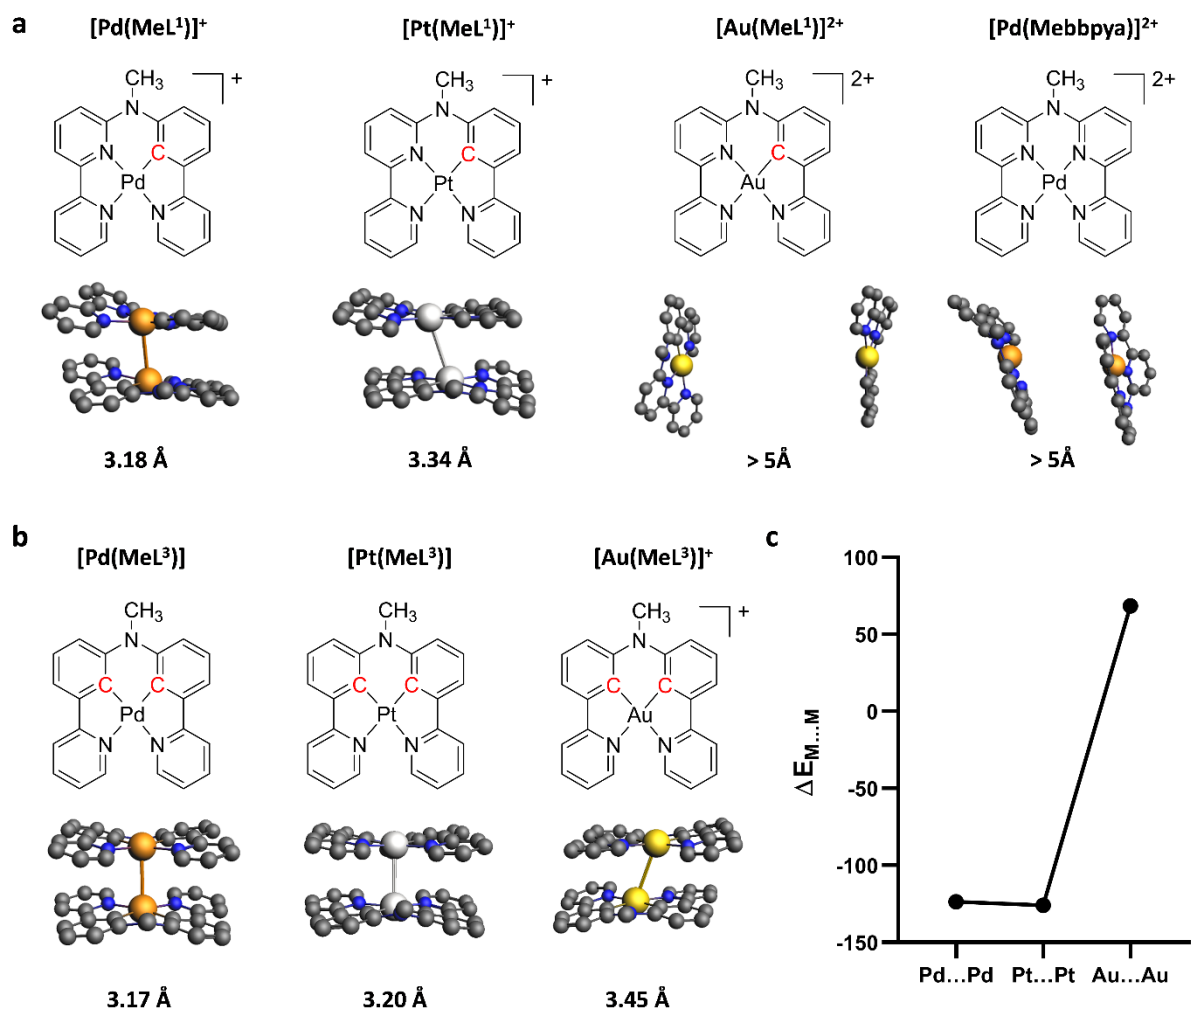 a
[Pd(MeL¹)]⁺ [Pt(MeL¹)]⁺ [Au(MeL¹)]²⁺ [Pd(Mebbpya)]²⁺
CH₃ + CH₃ + CH₃ 2+ CH₃ 2+
N N N N
N C N C N C N N
Pd Pt Au Pd
N N N N N N N N
3.18 Å 3.34 Å > 5Å > 5Å
b
[Pd(MeL³)] [Pt(MeL³)] [Au(MeL³)]⁺
CH₃ CH₃ CH₃ +
N N N
C C C C C C
Pd Pt Au
N N N N N N
3.17 Å 3.20 Å 3.45 Å
c
100
50
0
-50
-100
-150
ΔE_M...M
Pd...Pd Pt...Pt Au...Au